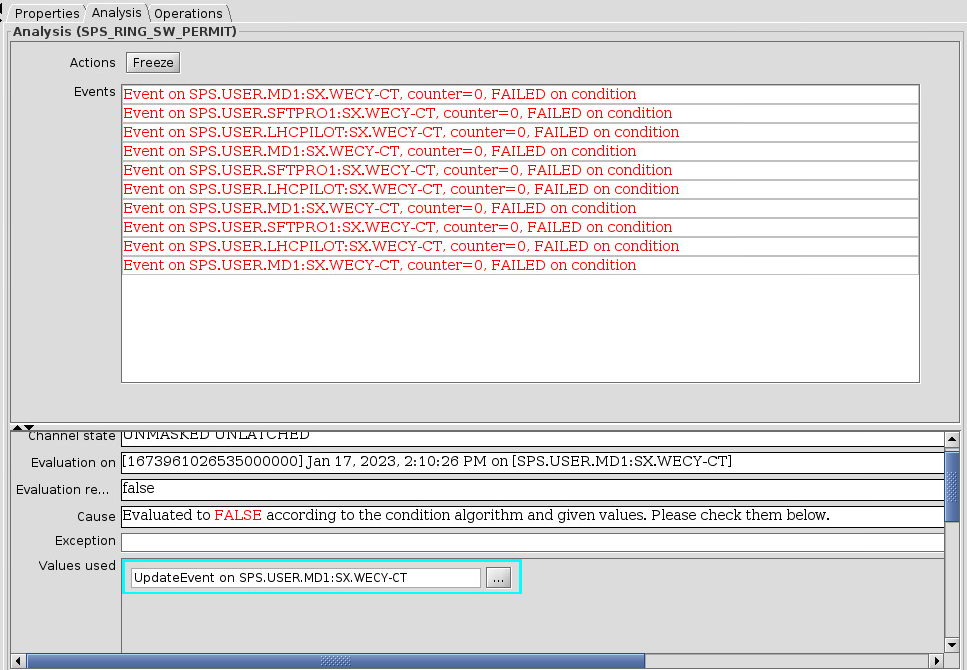 Properties Analysis Operations
Analysis (SPS_RING_SW_PERMIT)
Actions Freeze
Events
Event on SPS.USER.MD1:SX.WECY-CT, counter=0, FAILED on condition
Event on SPS.USER.SFTPRO1:SX.WECY-CT, counter=0, FAILED on condition
Event on SPS.USER.LHCPILOT:SX.WECY-CT, counter=0, FAILED on condition
Event on SPS.USER.MD1:SX.WECY-CT, counter=0, FAILED on condition
Event on SPS.USER.SFTPRO1:SX.WECY-CT, counter=0, FAILED on condition
Event on SPS.USER.LHCPILOT:SX.WECY-CT, counter=0, FAILED on condition
Event on SPS.USER.MD1:SX.WECY-CT, counter=0, FAILED on condition
Event on SPS.USER.SFTPRO1:SX.WECY-CT, counter=0, FAILED on condition
Event on SPS.USER.LHCPILOT:SX.WECY-CT, counter=0, FAILED on condition
Event on SPS.USER.MD1:SX.WECY-CT, counter=0, FAILED on condition
Channel state UNMASKED UNLATCHED
Evaluation on [1673961026535000000] Jan 17, 2023, 2:10:26 PM on [SPS.USER.MD1:SX.WECY-CT]
Evaluation re... false
Cause Evaluated to FALSE according to the condition algorithm and given values. Please check them below.
Exception
Values used UpdateEvent on SPS.USER.MD1:SX.WECY-CT ...